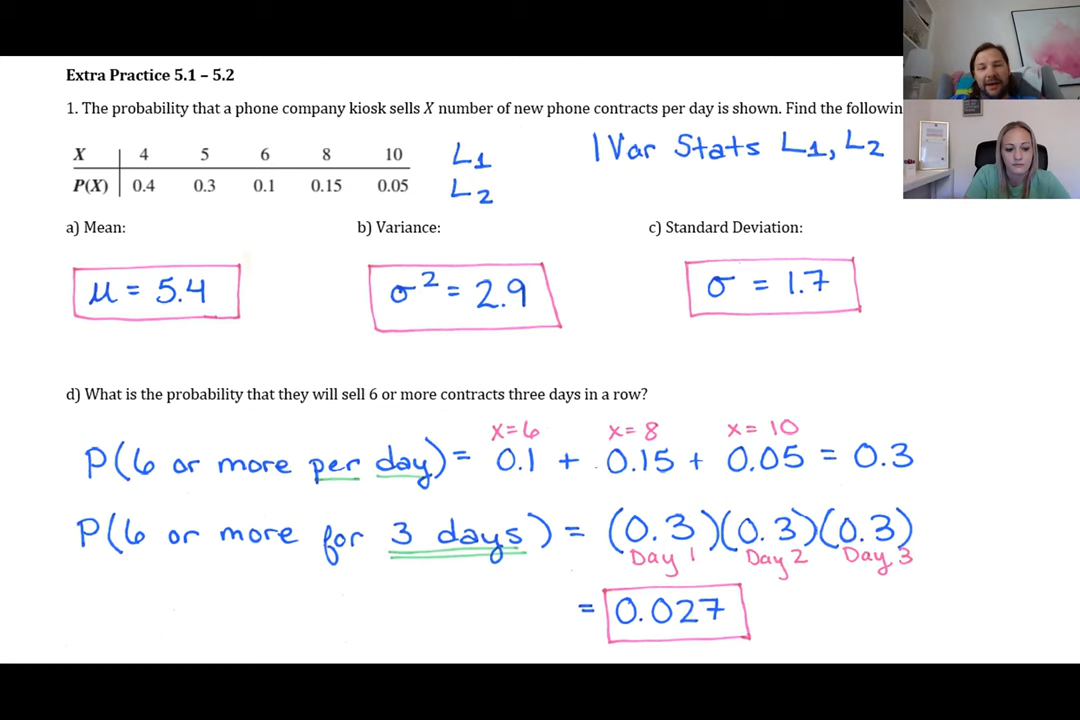 Extra Practice 5.1 – 5.2
1. The probability that a phone company kiosk sells X number of new phone contracts per day is shown. Find the followin
X 4 5 6 8 10 L1
P(X) 0.4 0.3 0.1 0.15 0.05 L2
1 Var Stats L1, L2
a) Mean: b) Variance: c) Standard Deviation:
μ = 5.4 σ² = 2.9 σ = 1.7
d) What is the probability that they will sell 6 or more contracts three days in a row?
x=6 x=8 x=10
P(6 or more per day) = 0.1 + 0.15 + 0.05 = 0.3
P(6 or more for 3 days) = (0.3)(0.3)(0.3)
Day 1 Day 2 Day 3
= 0.027